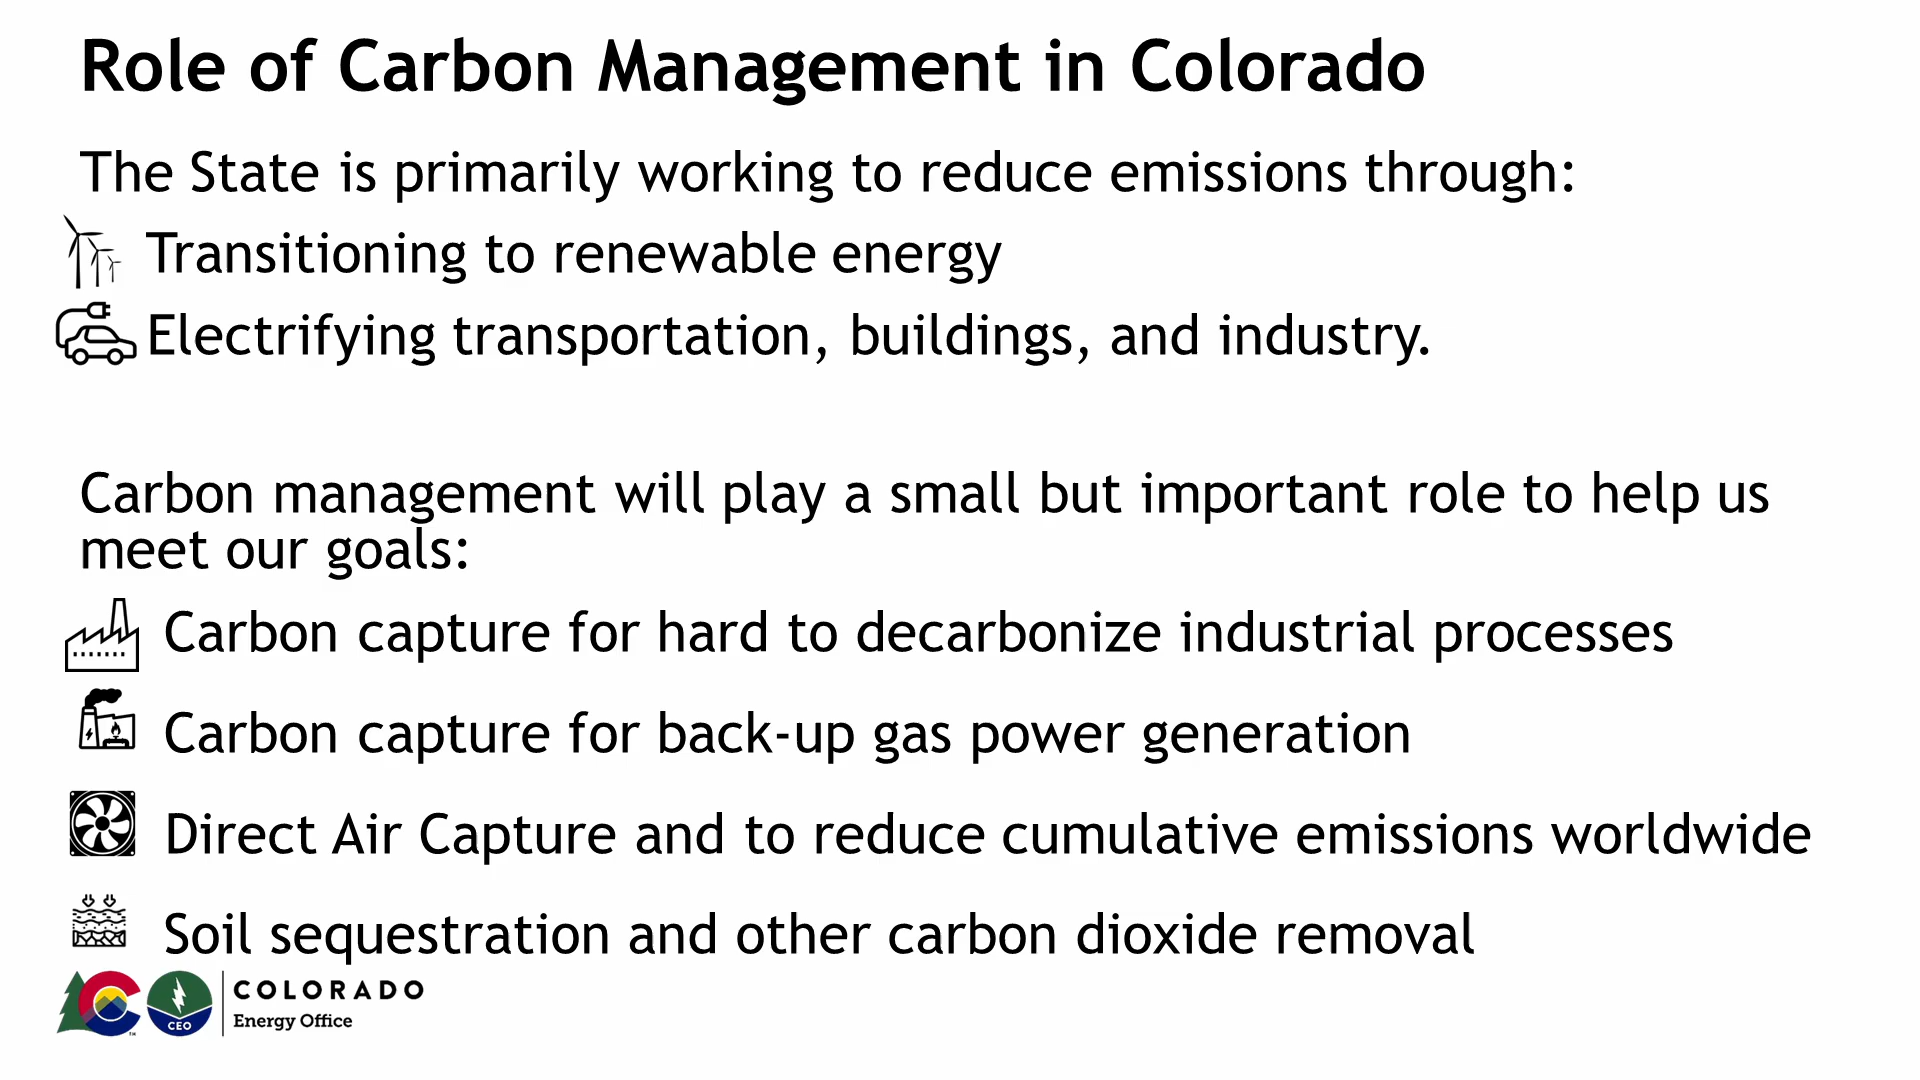 Role of Carbon Management in Colorado
The State is primarily working to reduce emissions through:
Transitioning to renewable energy
Electrifying transportation, buildings, and industry.
Carbon management will play a small but important role to help us
meet our goals:
Carbon capture for hard to decarbonize industrial processes
Carbon capture for back-up gas power generation
Direct Air Capture and to reduce cumulative emissions worldwide
Soil sequestration and other carbon dioxide removal
COLORADO
Energy Office
CEO
TM